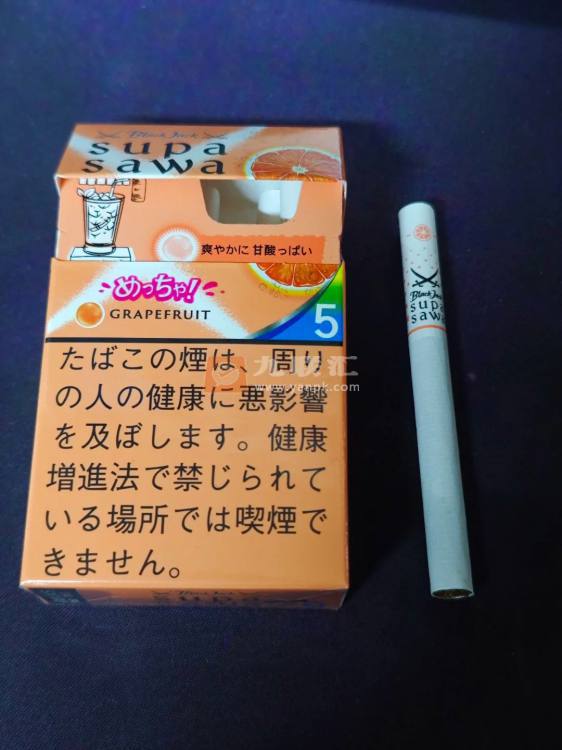 Black Jack
supa
sawa
爽やかに 甘酸っぱい
めっちゃ!
GRAPEFRUIT
5
たばこの煙は、周り
の人の健康に悪影響
を及ぼします。健康
増進法で禁じられて
いる場所では喫煙で
きません。
Black Jack
supa
sawa
www.yanpk.com